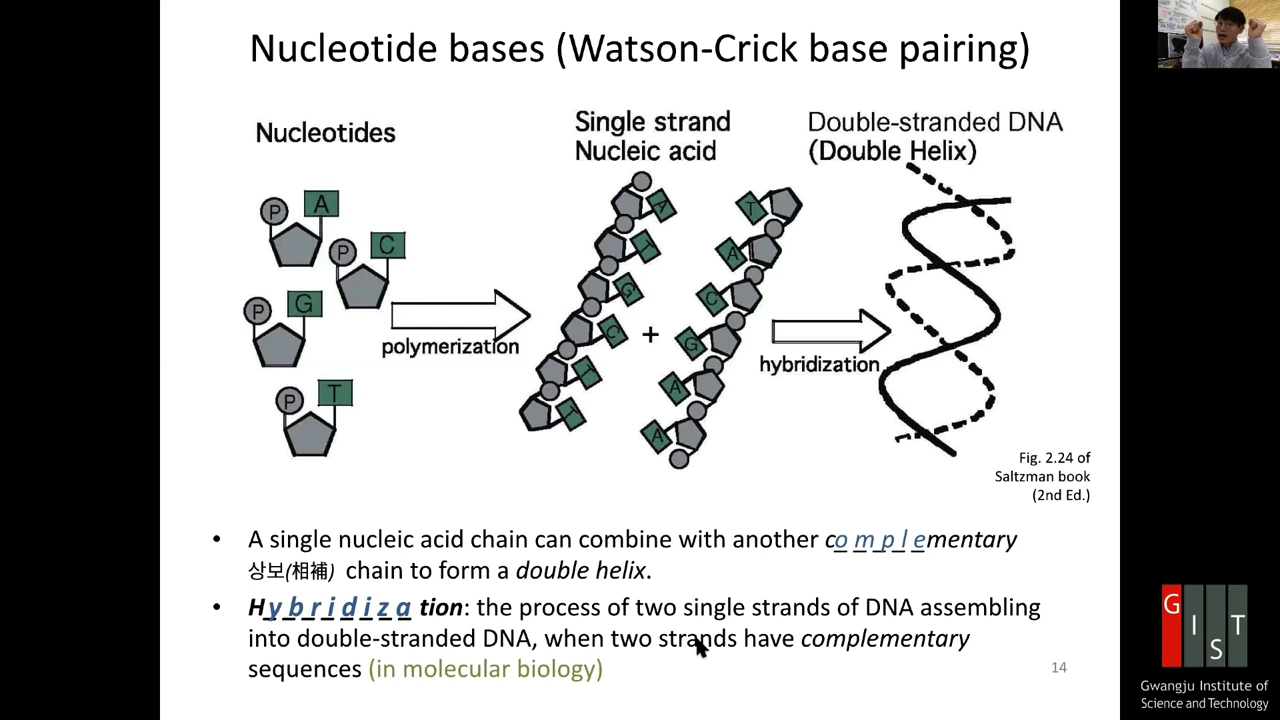 Nucleotide bases (Watson-Crick base pairing)
Nucleotides
Single strand
Nucleic acid
Double-stranded DNA
(Double Helix)
P A
P C
P G
P T
polymerization
A
T
G
C
T
T
+
T
A
C
G
A
A
hybridization
Fig. 2.24 of
Saltzman book
(2nd Ed.)
• A single nucleic acid chain can combine with another complementary
상보(相補) chain to form a double helix.
• Hybridization: the process of two single strands of DNA assembling
into double-stranded DNA, when two strands have complementary
sequences (in molecular biology)
14
GIST
Gwangju Institute of
Science and Technology